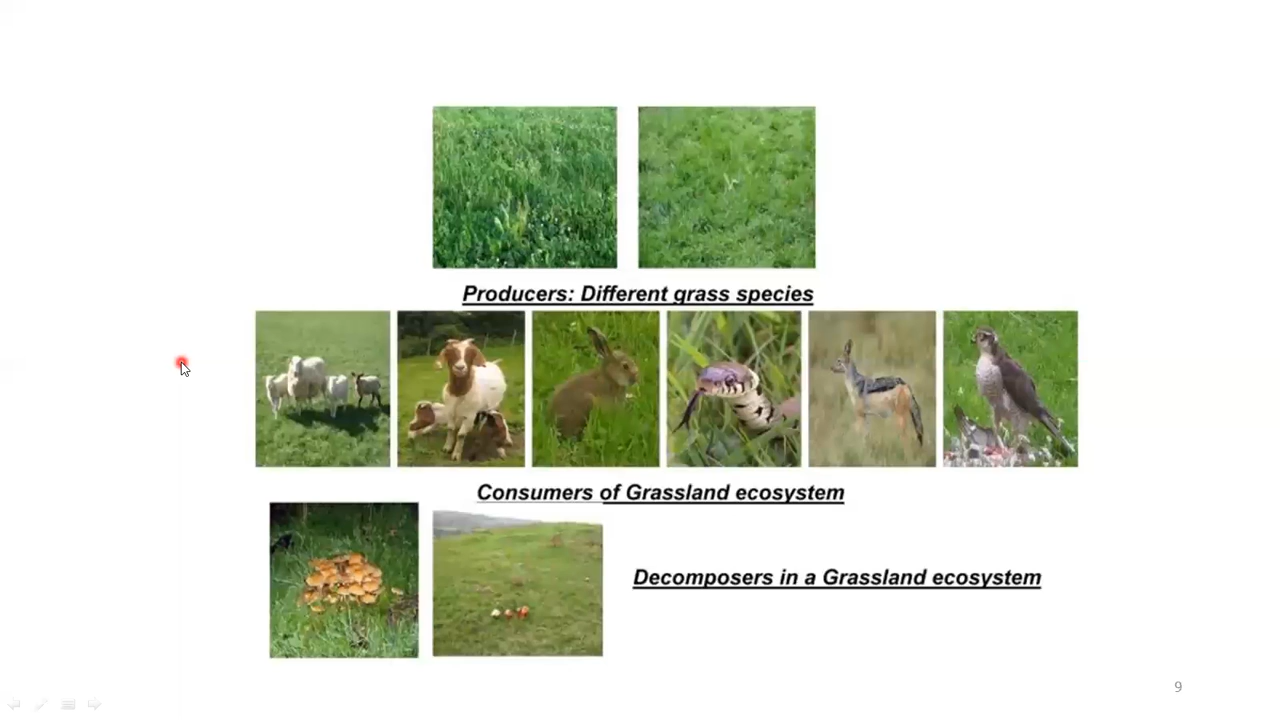 Producers: Different grass species
Consumers of Grassland ecosystem
Decomposers in a Grassland ecosystem
9